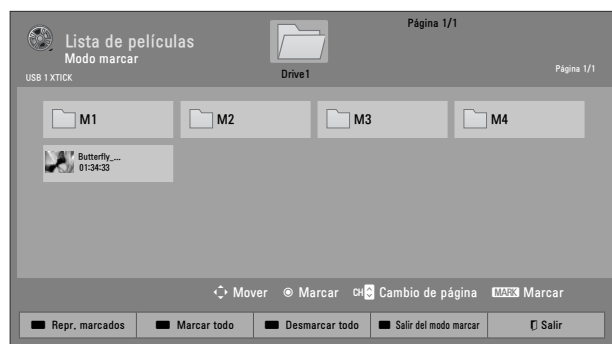 Lista de películas
Modo marcar
USB 1 XTICK
Drive1
Página 1/1
Página 1/1
M1
M2
M3
M4
Butterfly_...
01:34:33
Mover Marcar CH Cambio de página MARK Marcar
Repr. marcados Marcar todo Desmarcar todo Salir del modo marcar Salir